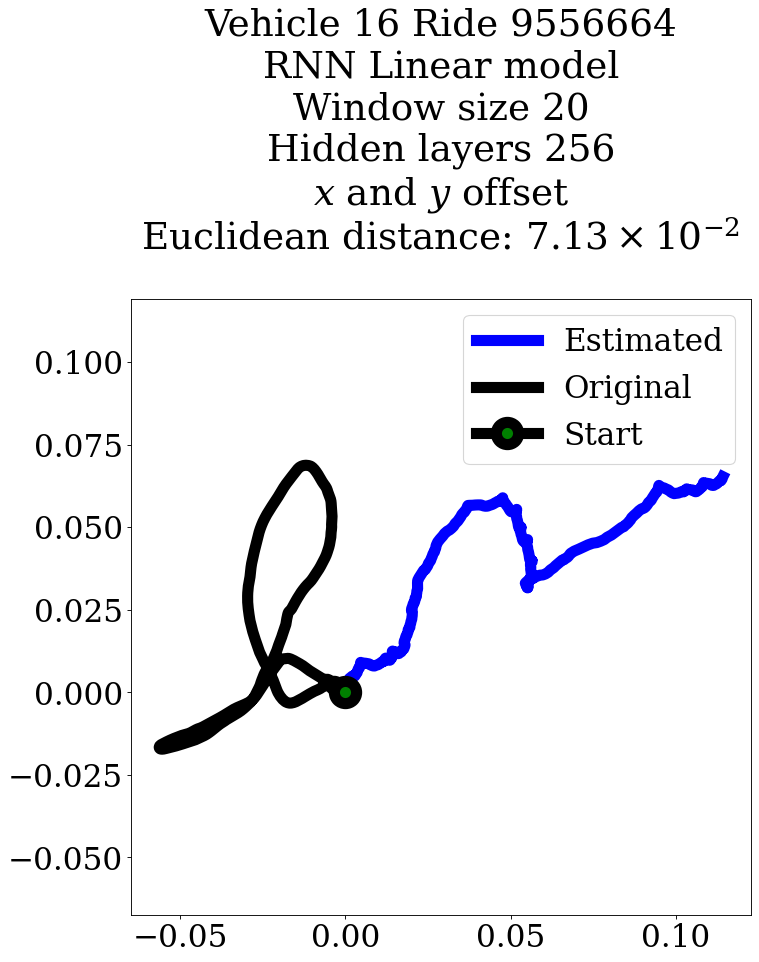 Vehicle 16 Ride 9556664
RNN Linear model
Window size 20
Hidden layers 256
x and y offset
Euclidean distance: 7.13 × 10⁻²
Estimated
Original
Start
0.100
0.075
0.050
0.025
0.000
−0.025
−0.050
−0.05 0.00 0.05 0.10